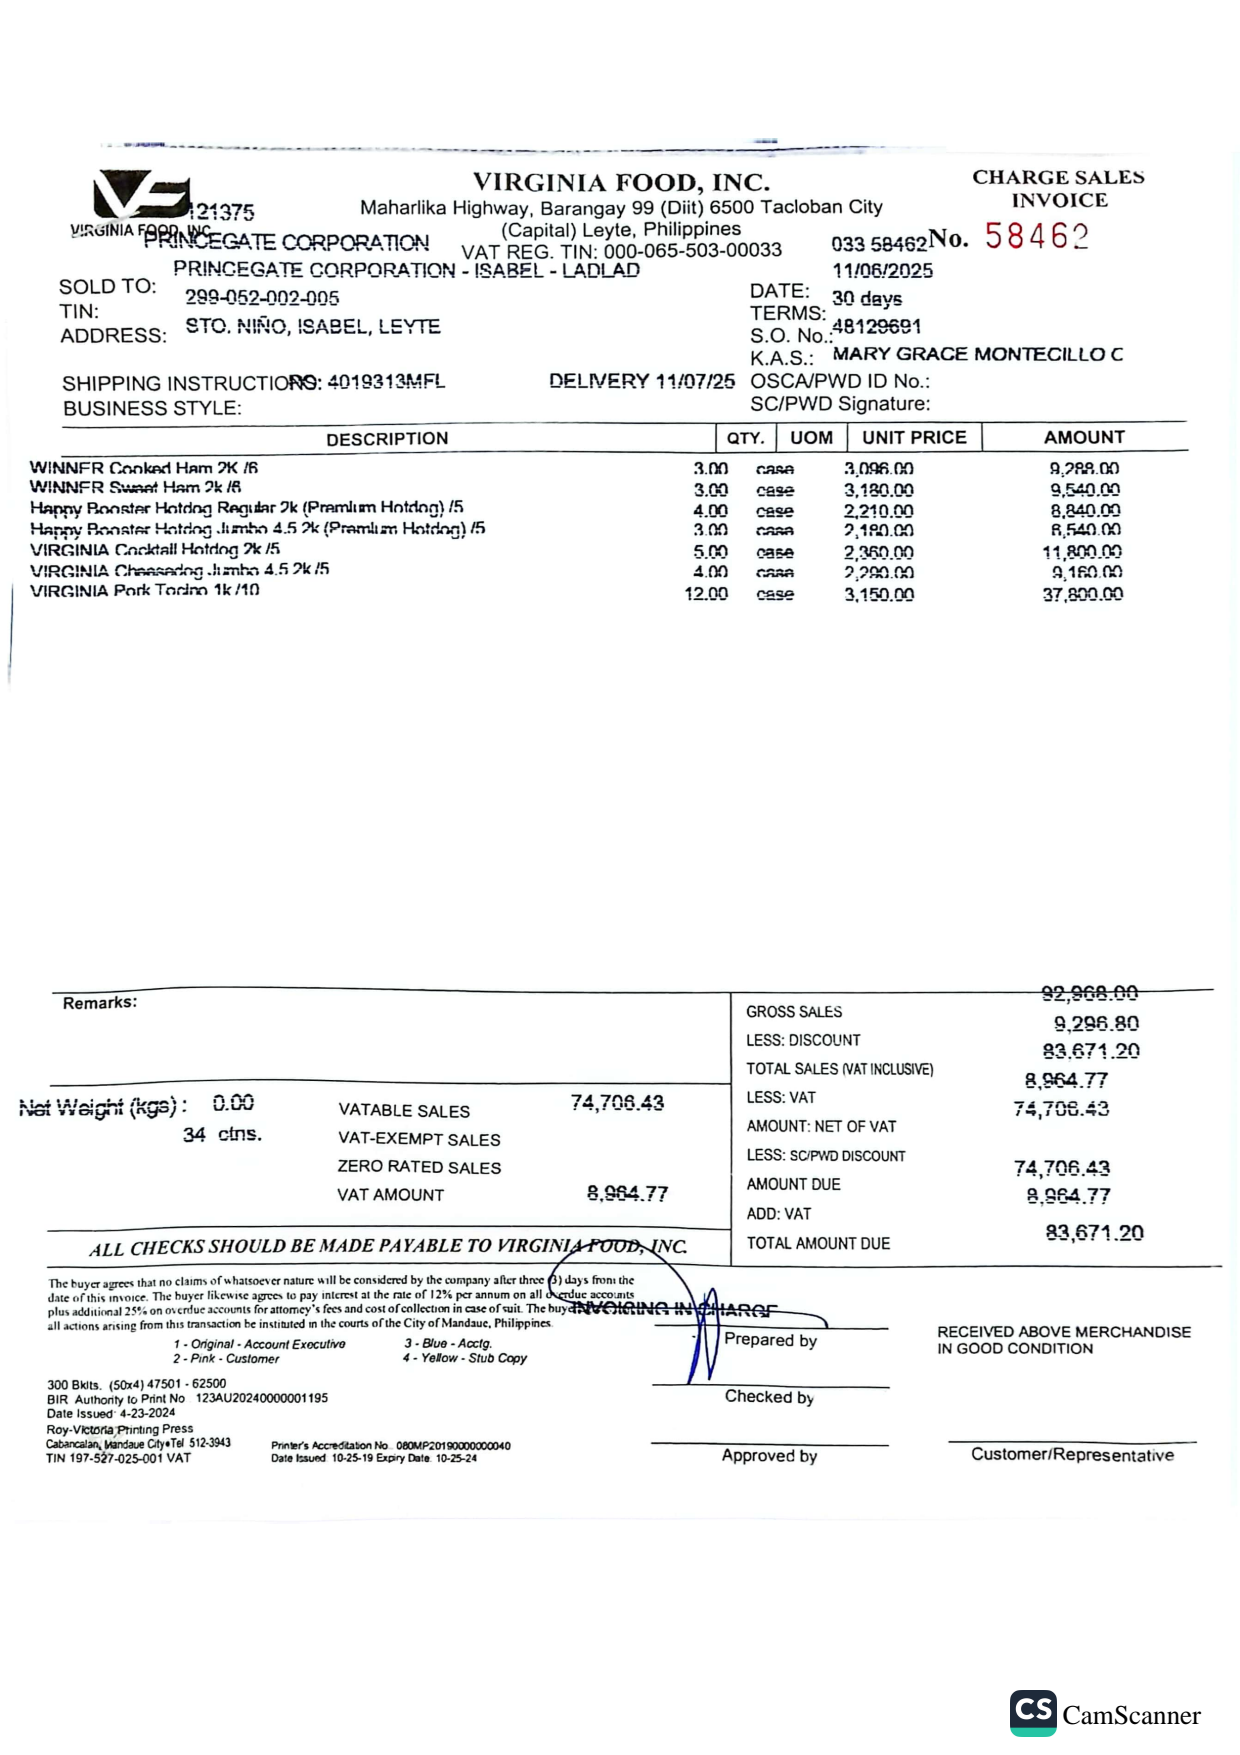 VIRGINIA FOOD, INC.
Maharlika Highway, Barangay 99 (Diit) 6500 Tacloban City
(Capital) Leyte, Philippines
VAT REG. TIN: 000-065-503-00033
CHARGE SALES
INVOICE
033 58462 No. 58462
VIRGINIA FOOD, INC.
121375
PRINCEGATE CORPORATION
PRINCEGATE CORPORATION - ISABEL - LADLAD
SOLD TO:
TIN: 299-052-002-005
ADDRESS: STO. NIÑO, ISABEL, LEYTE
DATE: 11/06/2025
TERMS: 30 days
S.O. No.: 48129691
K.A.S.: MARY GRACE MONTECILLO C
SHIPPING INSTRUCTIONS: 4019313MFL DELIVERY 11/07/25 OSCA/PWD ID No.:
BUSINESS STYLE: SC/PWD Signature:
DESCRIPTION QTY. UOM UNIT PRICE AMOUNT
WINNER Cooked Ham 2K /6 3.00 case 3,096.00 9,288.00
WINNER Sweet Ham 2k /6 3.00 case 3,180.00 9,540.00
Happy Booster Hotdog Regular 2k (Premium Hotdog) /5 4.00 case 2,210.00 8,840.00
Happy Booster Hotdog Jumbo 4.5 2k (Premium Hotdog) /5 3.00 case 2,180.00 6,540.00
VIRGINIA Cocktail Hotdog 2k /5 5.00 case 2,360.00 11,800.00
VIRGINIA Cheesedog Jumbo 4.5 2k /5 4.00 case 2,290.00 9,160.00
VIRGINIA Pork Tocino 1k /10 12.00 case 3,150.00 37,800.00
Remarks:
Net Weight (kgs) : 0.00
34 ctns.
VATABLE SALES 74,706.43
VAT-EXEMPT SALES
ZERO RATED SALES
VAT AMOUNT 8,964.77
GROSS SALES 92,968.00
LESS: DISCOUNT 9,296.80
TOTAL SALES (VAT INCLUSIVE) 83,671.20
LESS: VAT 8,964.77
AMOUNT: NET OF VAT 74,706.43
LESS: SC/PWD DISCOUNT
AMOUNT DUE 74,706.43
ADD: VAT 8,964.77
TOTAL AMOUNT DUE 83,671.20
ALL CHECKS SHOULD BE MADE PAYABLE TO VIRGINIA FOOD, INC.
The buyer agrees that no claims of whatsoever nature will be considered by the company after three (3) days from the
date of this invoice. The buyer likewise agrees to pay interest at the rate of 12% per annum on all overdue accounts
plus additional 25% on overdue accounts for attorney's fees and cost of collection in case of suit. The buyer
all actions arising from this transaction be instituted in the courts of the City of Mandaue, Philippines.
1 - Original - Account Executive 3 - Blue - Acctg.
2 - Pink - Customer 4 - Yellow - Stub Copy
INVOICING IN CHARGE
Prepared by
Checked by
Approved by
RECEIVED ABOVE MERCHANDISE
IN GOOD CONDITION
Customer/Representative
300 Bklts. (50x4) 47501 - 62500
BIR Authority to Print No. 123AU20240000001195
Date Issued: 4-23-2024
Roy-Victoria Printing Press
Cabancalan, Mandaue City•Tel 512-3943
TIN 197-527-025-001 VAT
Printer's Accreditation No. 080MP20190000000040
Date Issued 10-25-19 Expiry Date: 10-25-24
CS CamScanner